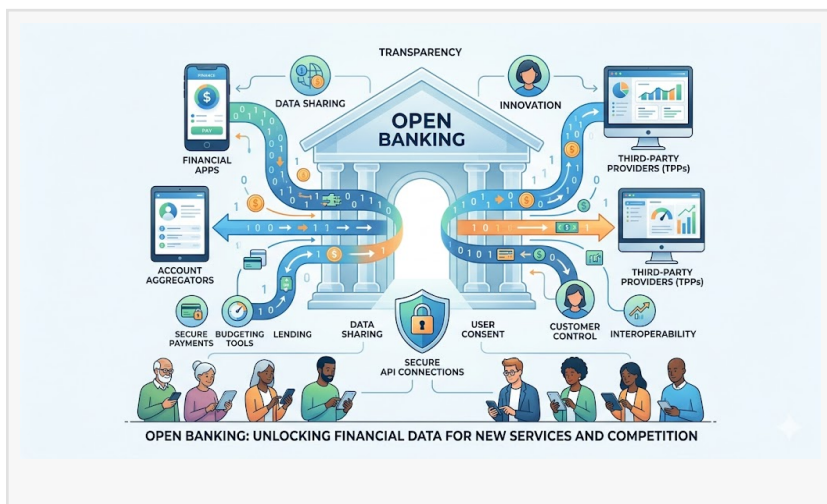 TRANSPARENCY
FINANCE
PAY
DATA SHARING
INNOVATION
OPEN
BANKING
FINANCIAL
APPS
THIRD-PARTY
PROVIDERS (TPPs)
ACCOUNT
AGGREGATORS
THIRD-PARTY
PROVIDERS (TPPs)
SECURE
PAYMENTS
BUDGETING
TOOLS
LENDING
DATA
SHARING
USER
CONSENT
CUSTOMER
CONTROL
INTEROPERABILITY
SECURE
API CONNECTIONS
OPEN BANKING: UNLOCKING FINANCIAL DATA FOR NEW SERVICES AND COMPETITION